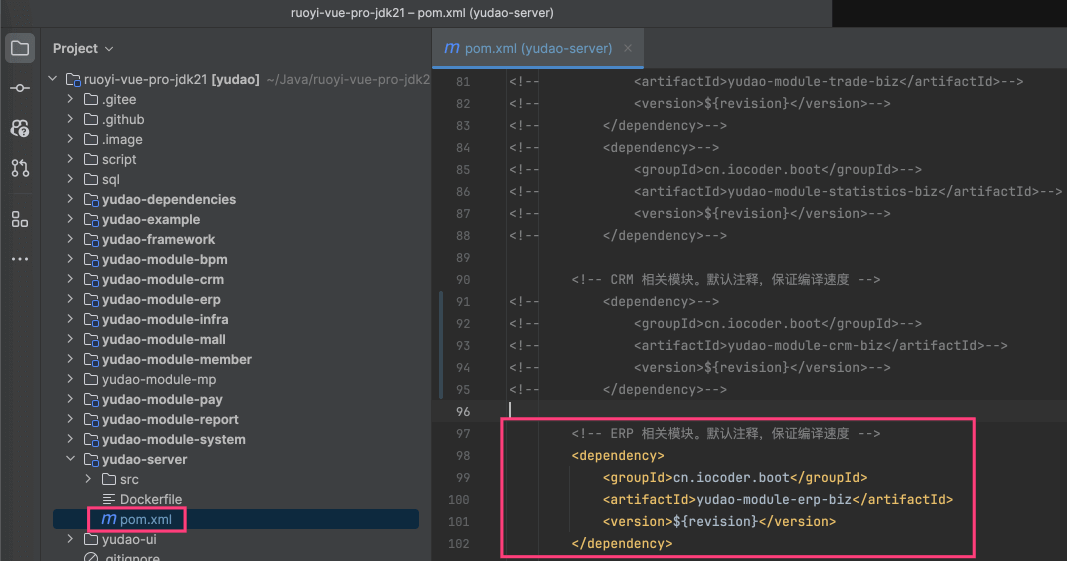 ruoyi-vue-pro-jdk21 – pom.xml (yudao-server)
Project
ruoyi-vue-pro-jdk21 [yudao] ~/Java/ruoyi-vue-pro-jdk2
.gitee
.github
.image
script
sql
yudao-dependencies
yudao-example
yudao-framework
yudao-module-bpm
yudao-module-crm
yudao-module-erp
yudao-module-infra
yudao-module-mall
yudao-module-member
yudao-module-mp
yudao-module-pay
yudao-module-report
yudao-module-system
yudao-server
src
Dockerfile
m pom.xml
yudao-ui
.gitignore
m pom.xml (yudao-server) ×
81 <!-- <artifactId>yudao-module-trade-biz</artifactId>-->
82 <!-- <version>${revision}</version>-->
83 <!-- </dependency>-->
84 <!-- <dependency>-->
85 <!-- <groupId>cn.iocoder.boot</groupId>-->
86 <!-- <artifactId>yudao-module-statistics-biz</artifactId>-->
87 <!-- <version>${revision}</version>-->
88 <!-- </dependency>-->
89
90 <!-- CRM 相关模块。默认注释，保证编译速度 -->
91 <!-- <dependency>-->
92 <!-- <groupId>cn.iocoder.boot</groupId>-->
93 <!-- <artifactId>yudao-module-crm-biz</artifactId>-->
94 <!-- <version>${revision}</version>-->
95 <!-- </dependency>-->
96
97 <!-- ERP 相关模块。默认注释，保证编译速度 -->
98 <dependency>
99 <groupId>cn.iocoder.boot</groupId>
100 <artifactId>yudao-module-erp-biz</artifactId>
101 <version>${revision}</version>
102 </dependency>